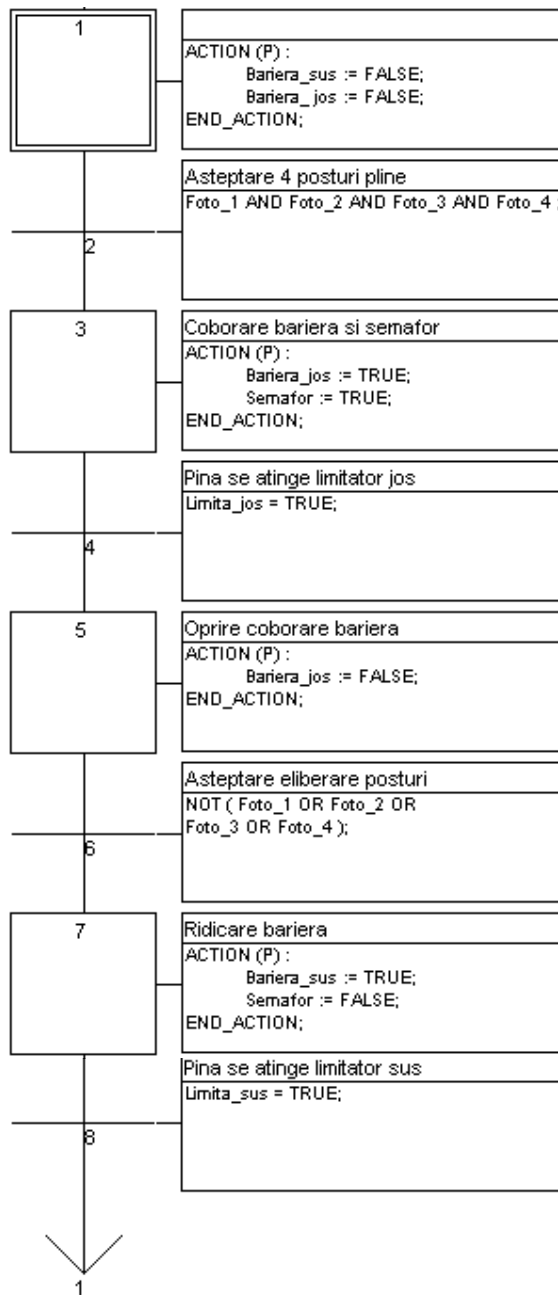 1
ACTION (P) :
Bariera_sus := FALSE;
Bariera_jos := FALSE;
END_ACTION;
Asteptare 4 posturi pline
Foto_1 AND Foto_2 AND Foto_3 AND Foto_4 ;
2
3
Coborare bariera si semafor
ACTION (P) :
Bariera_jos := TRUE;
Semafor := TRUE;
END_ACTION;
Pina se atinge limitator jos
Limita_jos = TRUE;
4
5
Oprire coborare bariera
ACTION (P) :
Bariera_jos := FALSE;
END_ACTION;
Asteptare eliberare posturi
NOT ( Foto_1 OR Foto_2 OR
Foto_3 OR Foto_4 );
6
7
Ridicare bariera
ACTION (P) :
Bariera_sus := TRUE;
Semafor := FALSE;
END_ACTION;
Pina se atinge limitator sus
Limita_sus = TRUE;
8
1